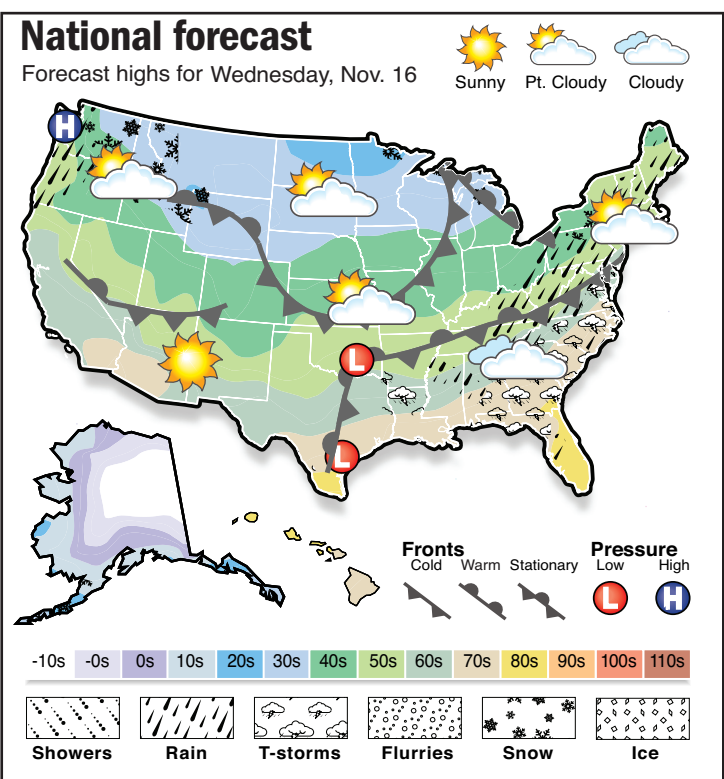 National forecast
Forecast highs for Wednesday, Nov. 16
Sunny Pt. Cloudy Cloudy
H
L
L
Fronts Pressure
Cold Warm Stationary Low High
L H
-10s -0s 0s 10s 20s 30s 40s 50s 60s 70s 80s 90s 100s 110s
Showers Rain T-storms Flurries Snow Ice